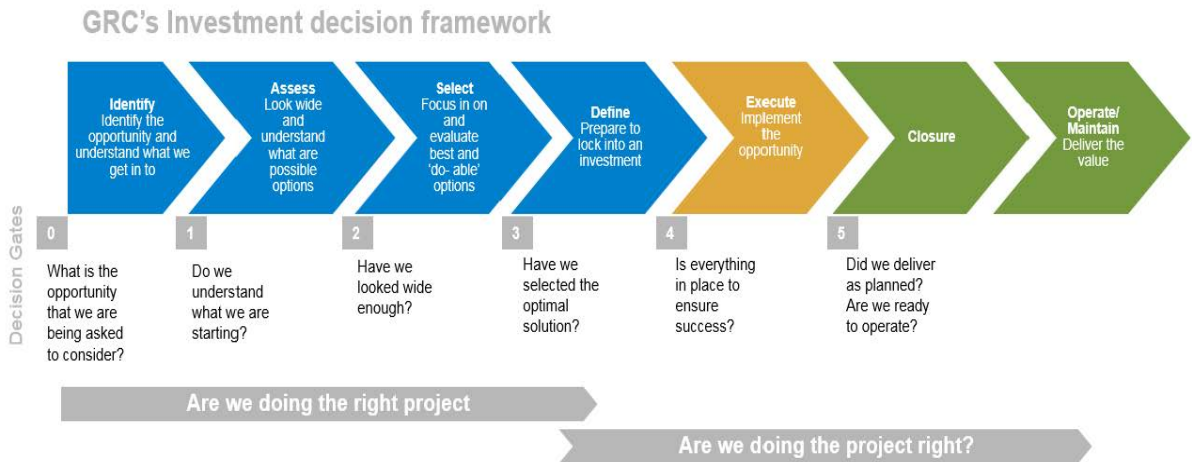 GRC's Investment decision framework
Identify
Identify the
opportunity and
understand what we
get in to
Assess
Look wide
and
understand
what are
possible
options
Select
Focus in on
and
evaluate
best and
'do- able'
options
Define
Prepare to
lock into an
investment
Execute
Implement
the
opportunity
Closure
Operate/
Maintain
Deliver the
value
Decision Gates
0
What is the
opportunity
that we are
being asked
to consider?
1
Do we
understand
what we are
starting?
2
Have we
looked wide
enough?
3
Have we
selected the
optimal
solution?
4
Is everything
in place to
ensure
success?
5
Did we deliver
as planned?
Are we ready
to operate?
Are we doing the right project
Are we doing the project right?